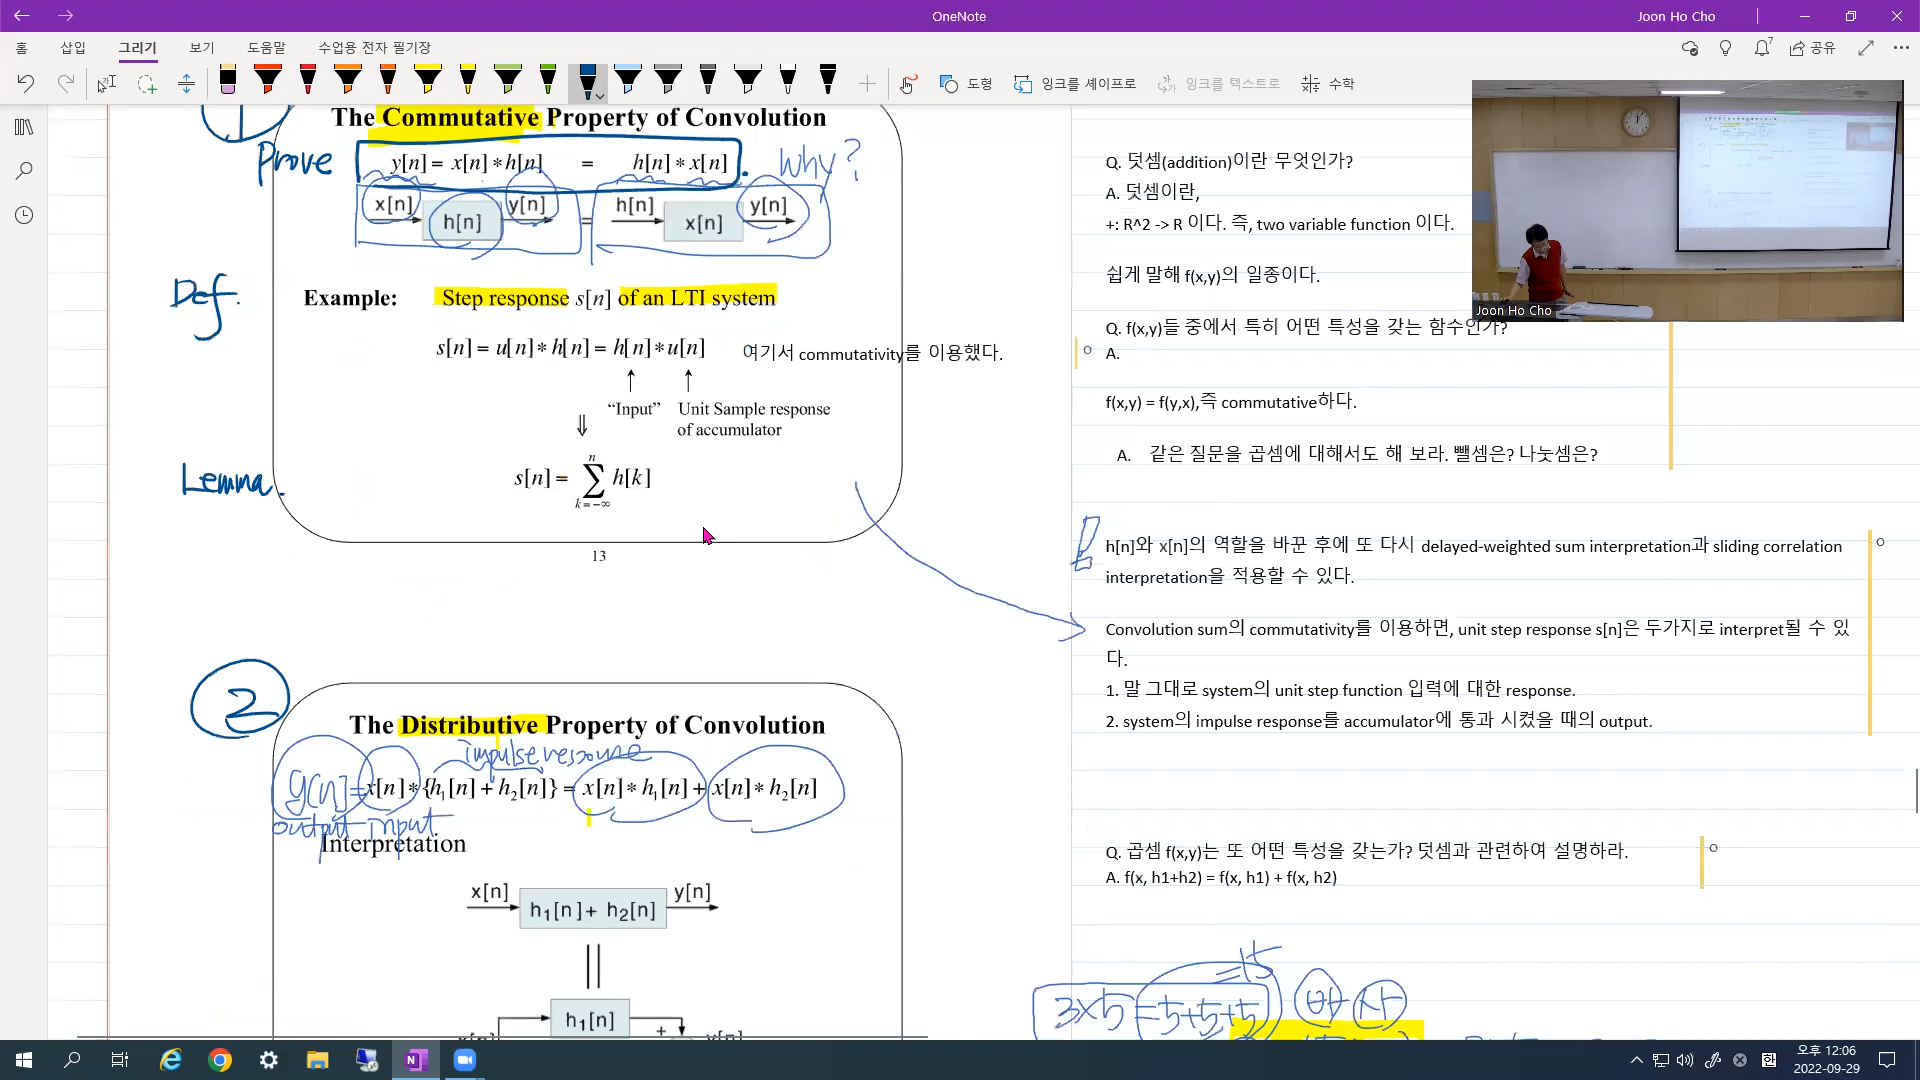 OneNote
Joon Ho Cho
홈 삽입 그리기 보기 도움말 수업용 전자 필기장
공유
도형 잉크를 셰이프로 잉크를 텍스트로 수학
The Commutative Property of Convolution
Prove y[n] = x[n] * h[n] = h[n] * x[n] . Why?
x[n] h[n] y[n] = h[n] x[n] y[n]
Def.
Example: Step response s[n] of an LTI system
s[n] = u[n] * h[n] = h[n] * u[n] 여기서 commutativity를 이용했다.
↑ ↑
“Input” Unit Sample response
of accumulator
⇓
Lemma. s[n] = ∑ h[k]
n
k = -∞
13
2
The Distributive Property of Convolution
impulse response
y[n] = x[n] * {h₁[n] + h₂[n]} = x[n] * h₁[n] + x[n] * h₂[n]
output input
Interpretation
x[n] h₁[n] + h₂[n] y[n]
||
h₁[n]
+
Q. 덧셈(addition)이란 무엇인가?
A. 덧셈이란,
+: R^2 -> R 이다. 즉, two variable function 이다.
쉽게 말해 f(x,y)의 일종이다.
Q. f(x,y)들 중에서 특히 어떤 특성을 갖는 함수인가?
A.
f(x,y) = f(y,x),즉 commutative하다.
A. 같은 질문을 곱셈에 대해서도 해 보라. 뺄셈은? 나눗셈은?
h[n]와 x[n]의 역할을 바꾼 후에 또 다시 delayed-weighted sum interpretation과 sliding correlation
interpretation을 적용할 수 있다.
Convolution sum의 commutativity를 이용하면, unit step response s[n]은 두가지로 interpret될 수 있
다.
1. 말 그대로 system의 unit step function 입력에 대한 response.
2. system의 impulse response를 accumulator에 통과 시켰을 때의 output.
Q. 곱셈 f(x,y)는 또 어떤 특성을 갖는가? 덧셈과 관련하여 설명하라.
A. f(x, h1+h2) = f(x, h1) + f(x, h2)
=15
3×5 =5+5+5
Joon Ho Cho
한
오후 12:06
2022-09-29